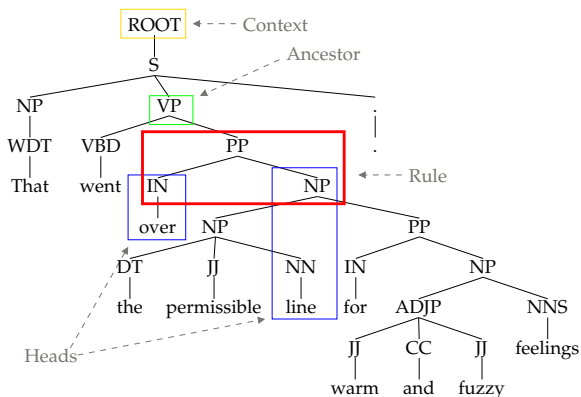 ROOT Context
S Ancestor
NP VP .
WDT VBD PP .
That went IN NP Rule
over NP PP
DT JJ NN IN NP
the permissible line for ADJP NNS
Heads JJ CC JJ feelings
warm and fuzzy